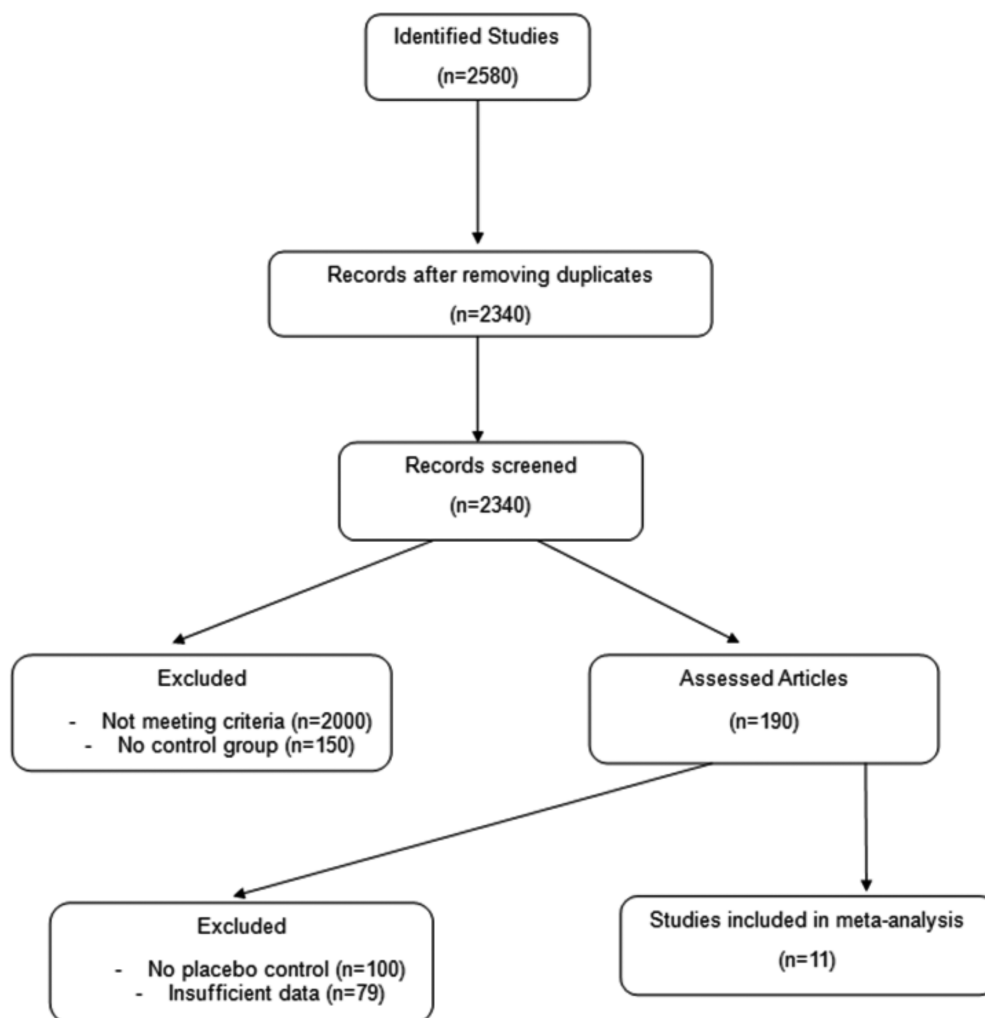 Identified Studies
(n=2580)
Records after removing duplicates
(n=2340)
Records screened
(n=2340)
Excluded
- Not meeting criteria (n=2000)
- No control group (n=150)
Assessed Articles
(n=190)
Excluded
- No placebo control (n=100)
- Insufficient data (n=79)
Studies included in meta-analysis
(n=11)